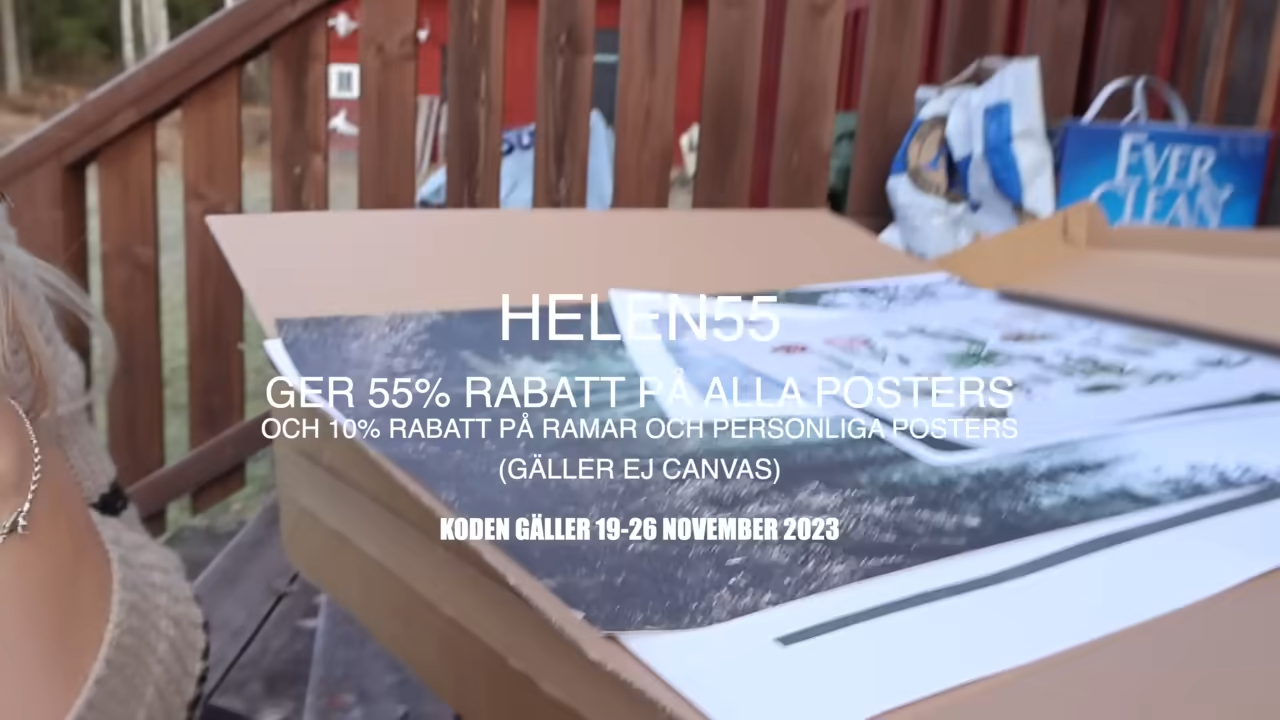 EVER
CLEAN
HELEN55
GER 55% RABATT PÅ ALLA POSTERS
OCH 10% RABATT PÅ RAMAR OCH PERSONLIGA POSTERS
(GÄLLER EJ CANVAS)
KODEN GÄLLER 19-26 NOVEMBER 2023